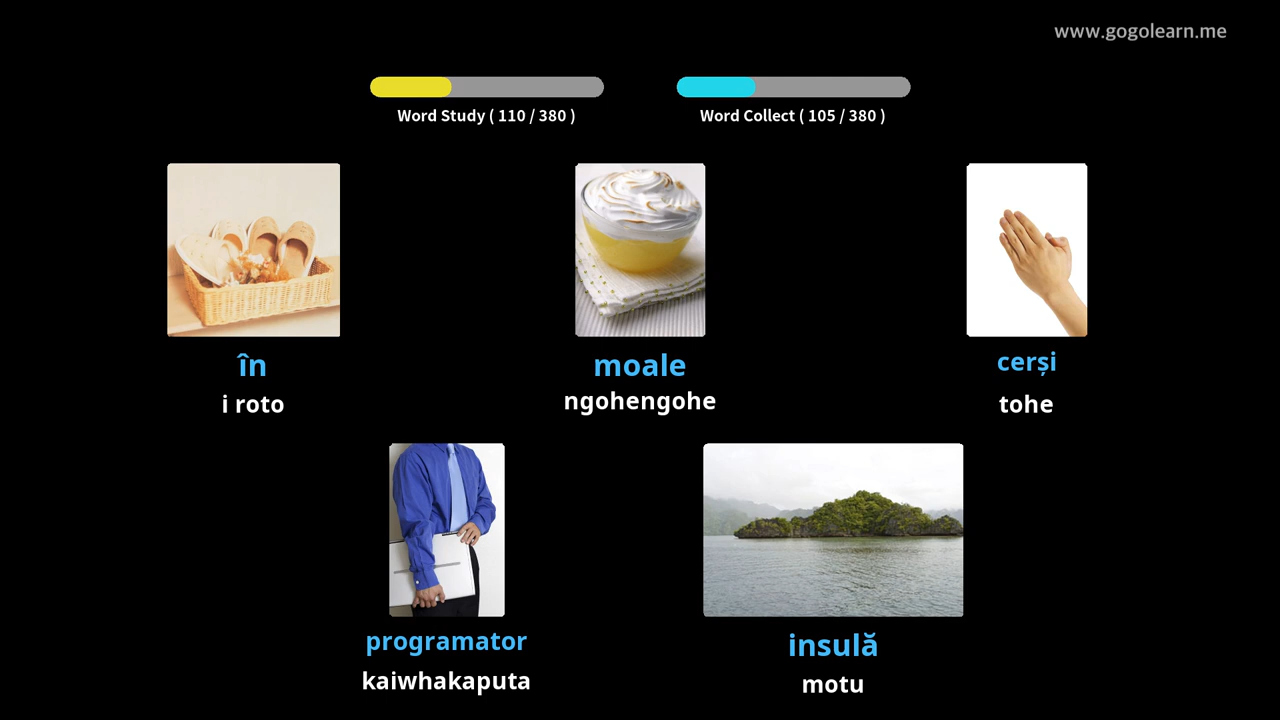 www.gogolearn.me
Word Study ( 110 / 380 )
Word Collect ( 105 / 380 )
în
i roto
moale
ngohengohe
cerși
tohe
programator
kaiwhakaputa
insulă
motu